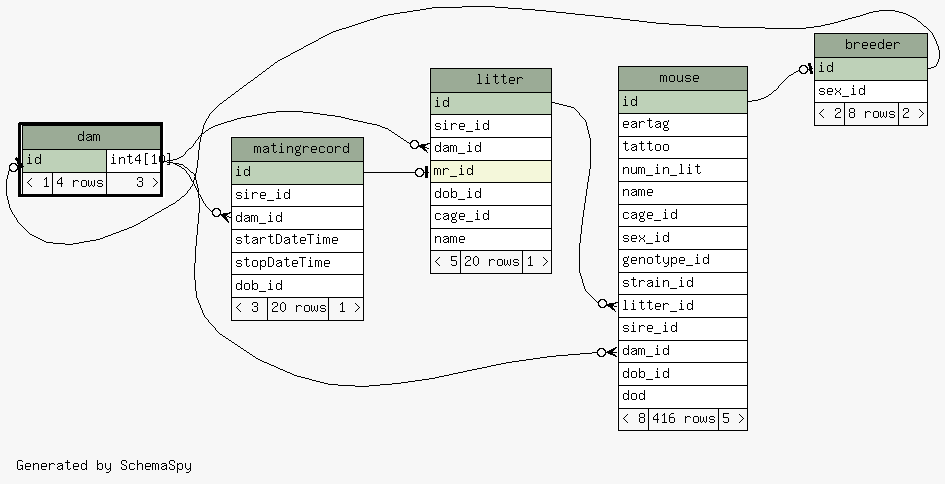 dam
id int4[10]
< 1 4 rows 3 >
matingrecord
id
sire_id
dam_id
startDateTime
stopDateTime
dob_id
< 3 20 rows 1 >
litter
id
sire_id
dam_id
mr_id
dob_id
cage_id
name
< 5 20 rows 1 >
mouse
id
eartag
tattoo
num_in_lit
name
cage_id
sex_id
genotype_id
strain_id
litter_id
sire_id
dam_id
dob_id
dod
< 8 416 rows 5 >
breeder
id
sex_id
< 2 8 rows 2 >
Generated by SchemaSpy